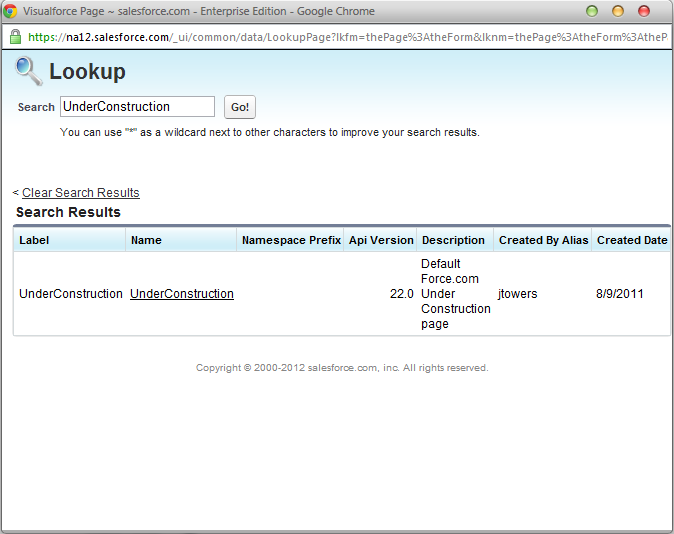 Visualforce Page ~ salesforce.com - Enterprise Edition - Google Chrome
https://na12.salesforce.com/_ui/common/data/LookupPage?lkfm=thePage%3AtheForm&lknm=thePage%3AtheForm%3AtheP
Lookup
Search UnderConstruction Go!
You can use "*" as a wildcard next to other characters to improve your search results.
< Clear Search Results
Search Results
Label Name Namespace Prefix Api Version Description Created By Alias Created Date
UnderConstruction UnderConstruction 22.0 Default Force.com Under Construction page jtowers 8/9/2011
Copyright © 2000-2012 salesforce.com, inc. All rights reserved.